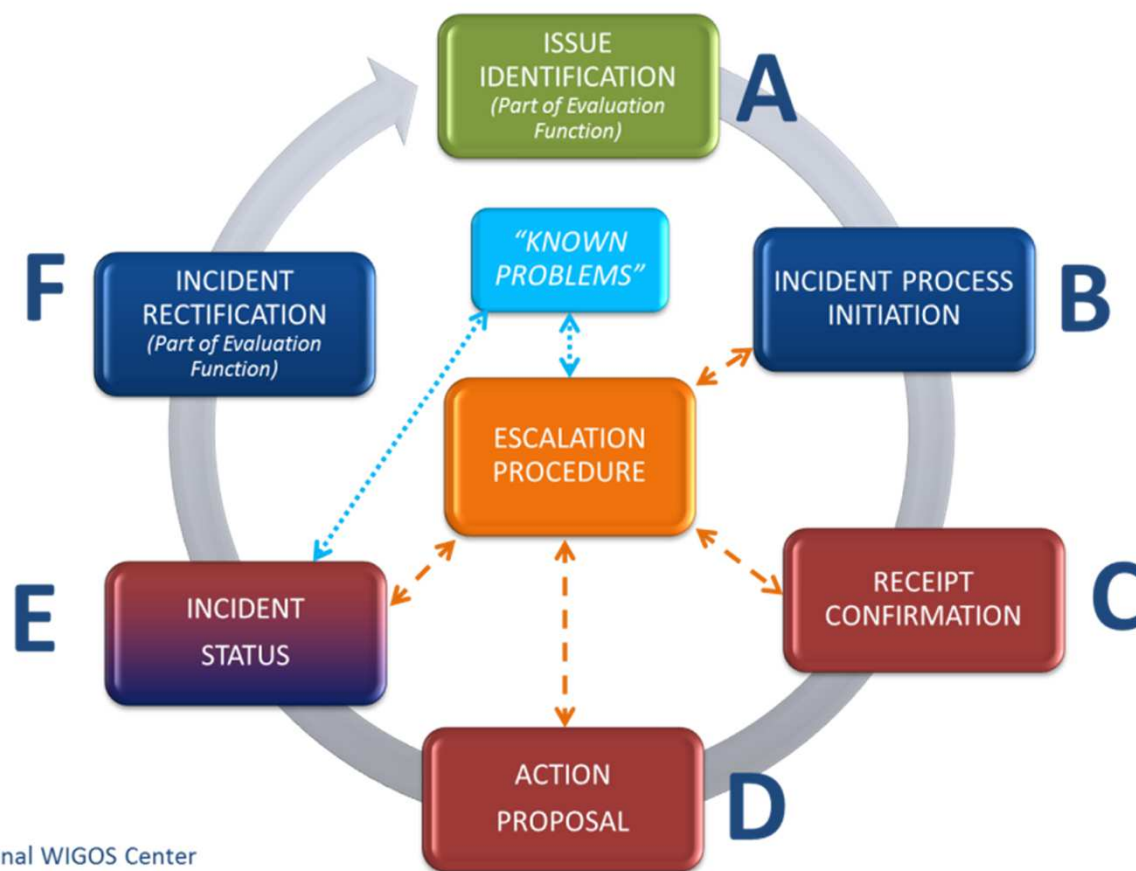 ISSUE
IDENTIFICATION
(Part of Evaluation
Function)
A
"KNOWN
PROBLEMS"
INCIDENT PROCESS
INITIATION
B
F
INCIDENT
RECTIFICATION
(Part of Evaluation
Function)
ESCALATION
PROCEDURE
E
INCIDENT
STATUS
RECEIPT
CONFIRMATION
C
ACTION
PROPOSAL
D
WIGOS Center